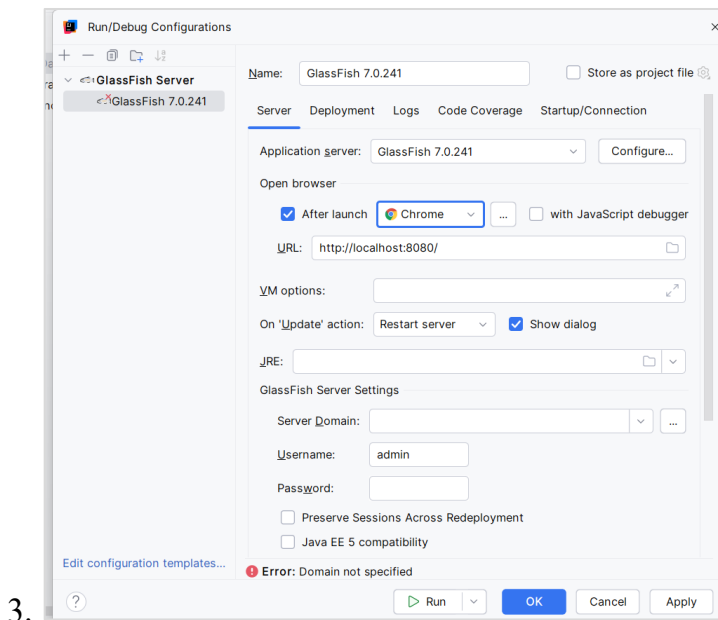 Run/Debug Configurations
GlassFish Server
GlassFish 7.0.241
Name: GlassFish 7.0.241 Store as project file
Server Deployment Logs Code Coverage Startup/Connection
Application server: GlassFish 7.0.241 Configure...
Open browser
After launch Chrome ... with JavaScript debugger
URL: http://localhost:8080/
VM options:
On 'Update' action: Restart server Show dialog
JRE:
GlassFish Server Settings
Server Domain: ...
Username: admin
Password:
Preserve Sessions Across Redeployment
Java EE 5 compatibility
Edit configuration templates...
Error: Domain not specified
3.
? Run OK Cancel Apply